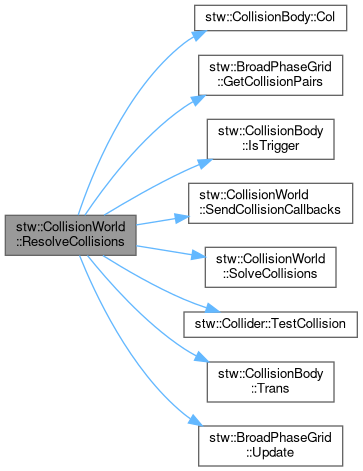 stw::CollisionWorld
::ResolveCollisions
stw::CollisionBody::Col
stw::BroadPhaseGrid
::GetCollisionPairs
stw::CollisionBody
::IsTrigger
stw::CollisionWorld
::SendCollisionCallbacks
stw::CollisionWorld
::SolveCollisions
stw::Collider::TestCollision
stw::CollisionBody
::Trans
stw::BroadPhaseGrid
::Update